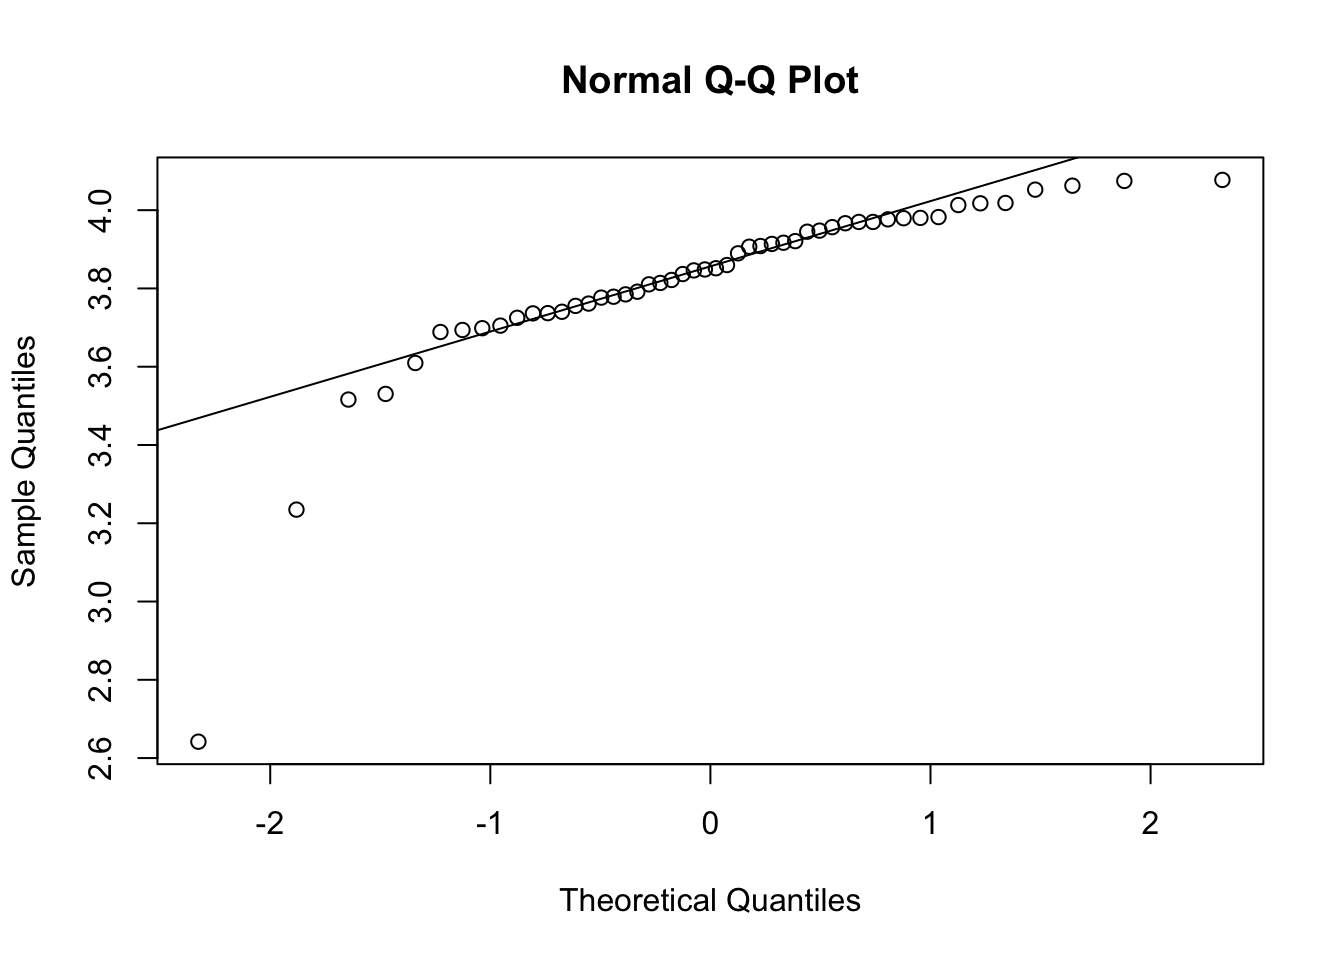 Normal Q-Q Plot
Sample Quantiles
4.0
3.8
3.6
3.4
3.2
3.0
2.8
2.6
-2 -1 0 1 2
Theoretical Quantiles